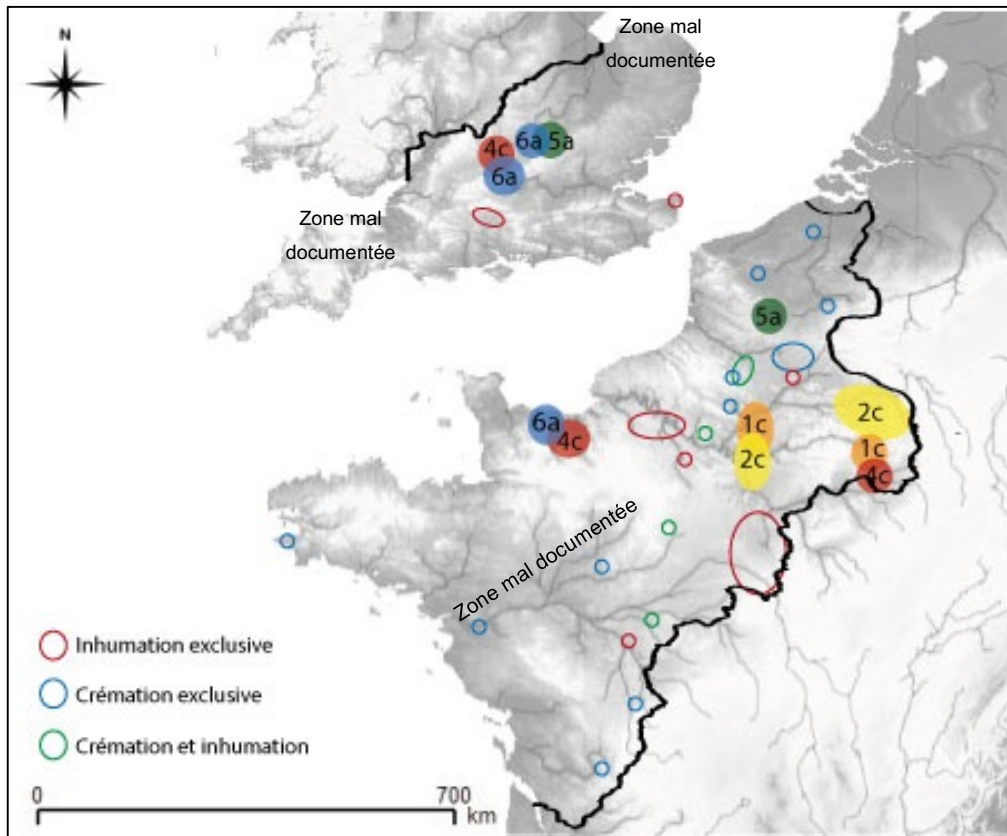 N
Zone mal
documentée
6a
5a
4c
6a
Zone mal
documentée
5a
6a
4c
1c
2c
2c
1c
4c
Zone mal documentée
Inhumation exclusive
Crémation exclusive
Crémation et inhumation
0
700
km